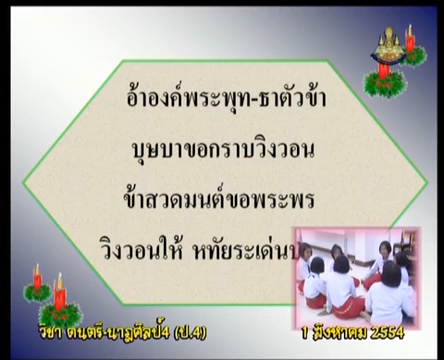 อ้าองค์พระพุท-ธาตัวข้า
บุษบาขอกราบวิงวอน
ข้าสวดมนต์ขอพระพร
วิงวอนให้ หทัยระเด่น
วิชา ดนตรี-นาฏศิลป์4 (ป.4)
1 สิงหาคม 2554